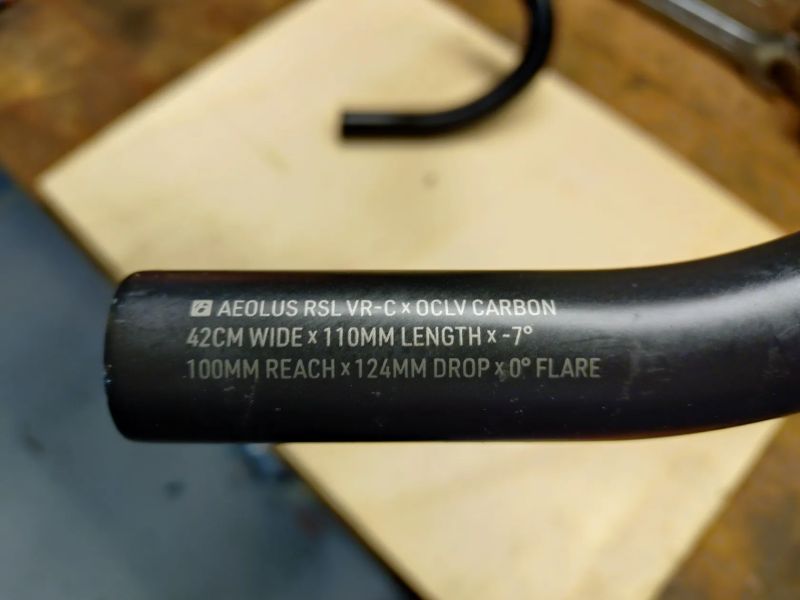 AEOLUS RSL VR-C × OCLV CARBON
42CM WIDE × 110MM LENGTH × -7°
100MM REACH × 124MM DROP × 0° FLARE